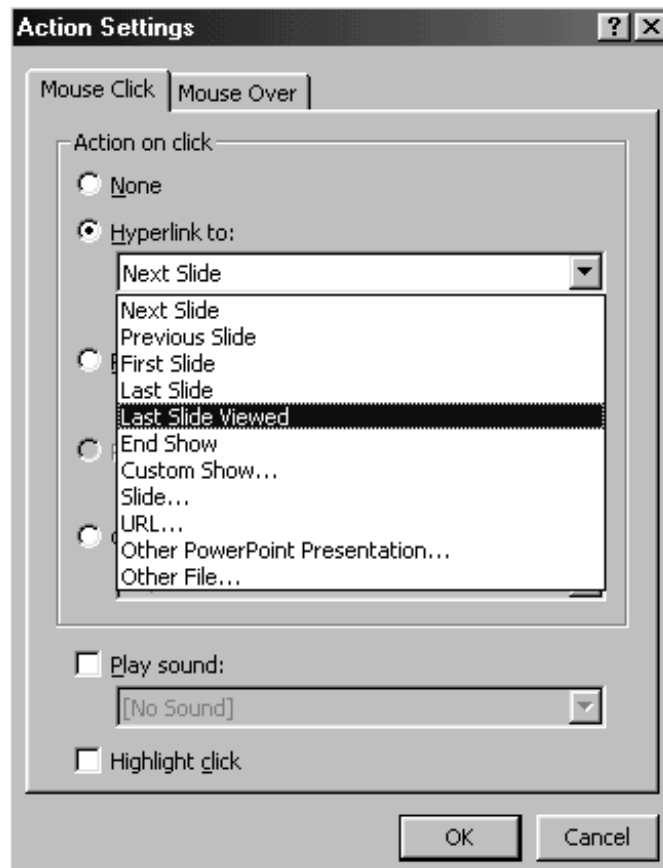 Action Settings
Mouse Click Mouse Over
Action on click
None
Hyperlink to:
Next Slide
Next Slide
Previous Slide
First Slide
Last Slide
Last Slide Viewed
End Show
Custom Show...
Slide...
URL...
Other PowerPoint Presentation...
Other File...
Play sound:
[No Sound]
Highlight click
OK Cancel